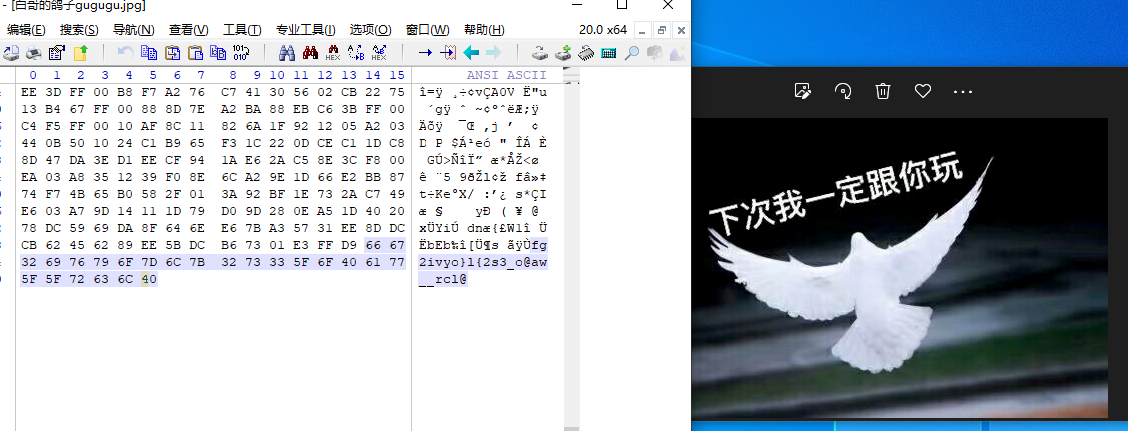 - [白哥的鸽子gugugu.jpg]
编辑(E) 搜索(S) 导航(N) 查看(V) 工具(T) 专业工具(I) 选项(O) 窗口(W) 帮助(H) 20.0 x64
0 1 2 3 4 5 6 7 8 9 10 11 12 13 14 15 ANSI ASCII
EE 3D FF 00 B8 F7 A2 76 C7 41 30 56 02 CB 22 75
13 B4 67 FF 00 88 8D 7E A2 BA 88 EB C6 3B FF 00
C4 F5 FF 00 10 AF 8C 11 82 6A 1F 92 12 05 A2 03
44 0B 50 10 24 C1 B9 65 F3 1C 22 0D CE C1 1D C8
8D 47 DA 3E D1 EE CF 94 1A E6 2A C5 8E 3C F8 00
EA 03 A8 35 12 39 F0 8E 6C A2 9E 1D 66 E2 BB 87
74 F7 4B 65 B0 58 2F 01 3A 92 BF 1E 73 2A C7 49
E6 03 A7 9D 14 11 1D 79 D0 9D 28 0E A5 1D 40 20
78 DC 59 69 DA 8F 64 6E E6 7B A3 57 31 EE 8D DC
CB 62 45 62 89 EE 5B DC B6 73 01 E3 FF D9 66 67
32 69 76 79 6F 7D 6C 7B 32 73 33 5F 6F 40 61 77 2ivyo}l{2s3_o@aw
5F 5F 72 63 6C 40 __rcl@
下次我一定跟你玩